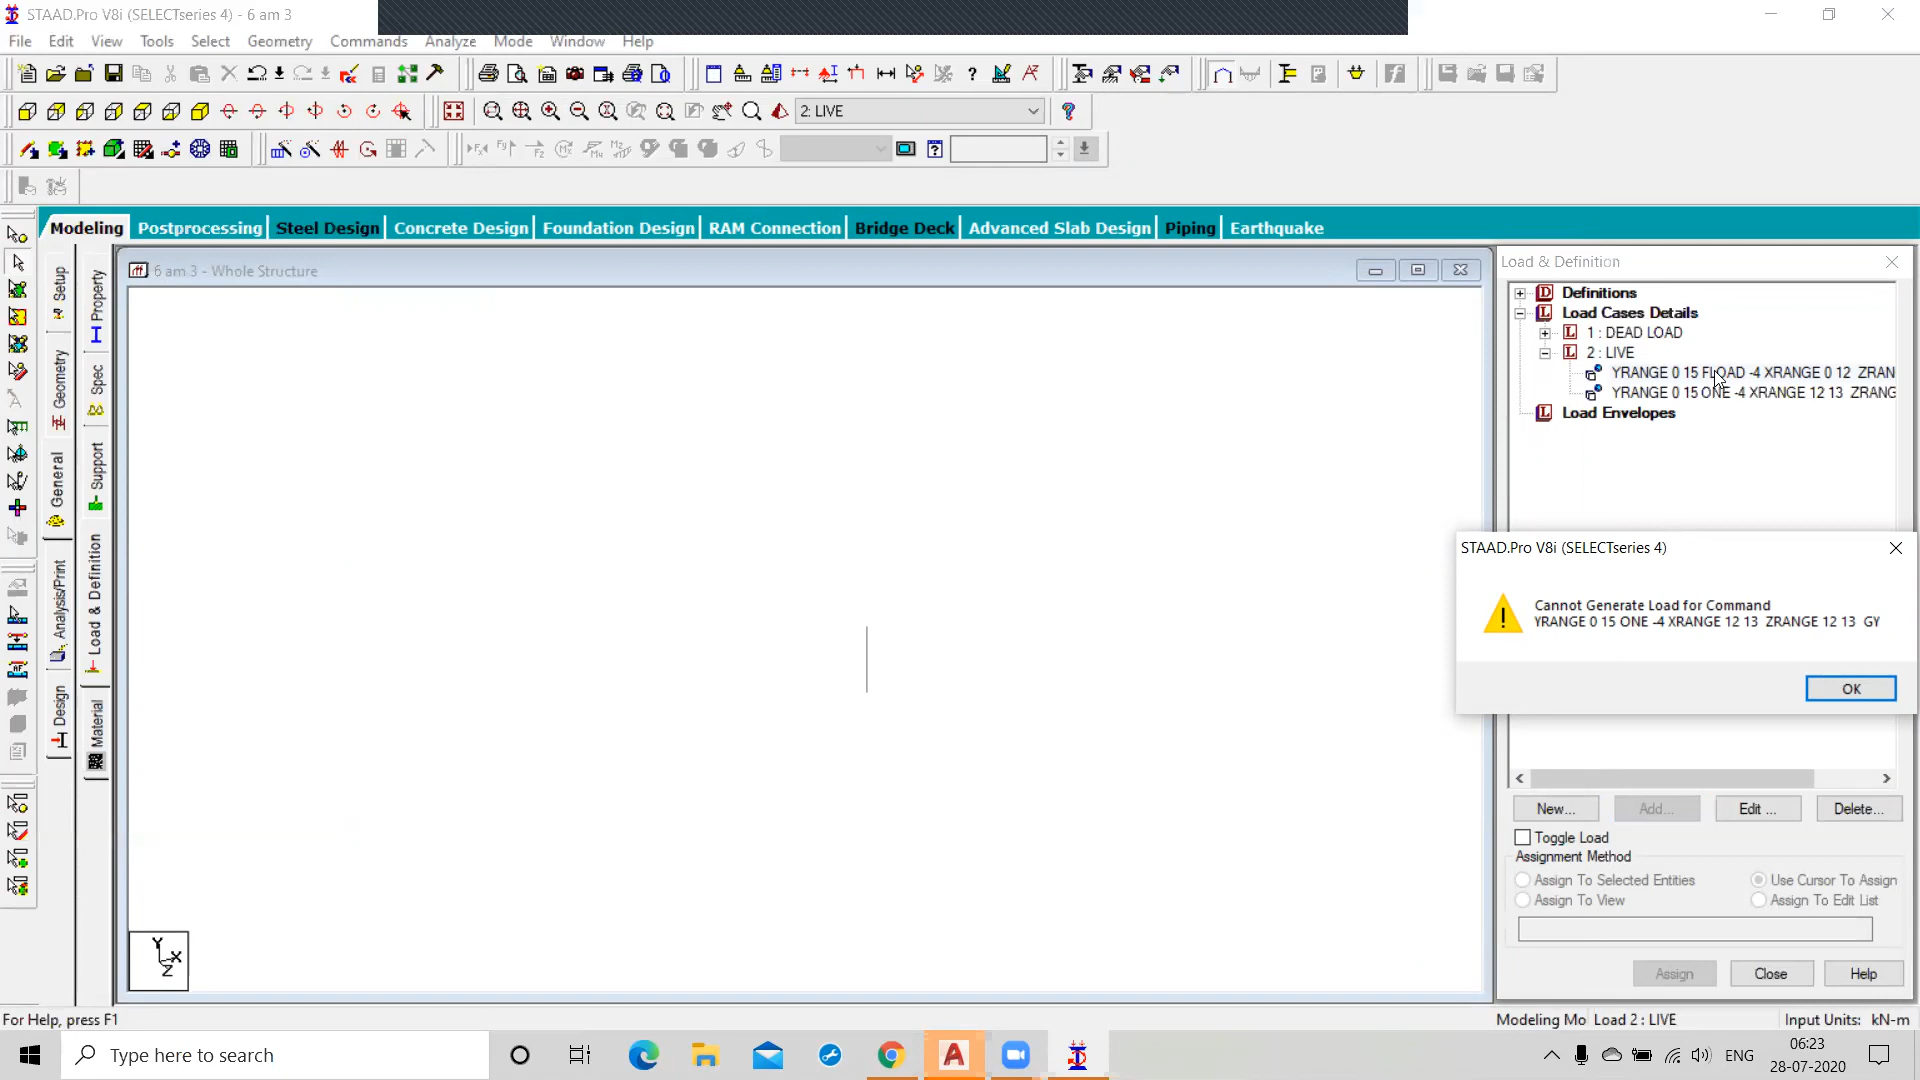 STAAD.Pro V8i (SELECTseries 4) - 6 am 3
File Edit View Tools Select Geometry Commands Analyze Mode Window Help
2: LIVE
Modeling Postprocessing Steel Design Concrete Design Foundation Design RAM Connection Bridge Deck Advanced Slab Design Piping Earthquake
Setup
Geometry
General
Analysis/Print
Design
Property
Spec
Support
Load & Definition
Material
6 am 3 - Whole Structure
Y
X
Z
Load & Definition
Definitions
Load Cases Details
1 : DEAD LOAD
2 : LIVE
YRANGE 0 15 FLOAD -4 XRANGE 0 12 ZRAN
YRANGE 0 15 ONE -4 XRANGE 12 13 ZRANG
Load Envelopes
STAAD.Pro V8i (SELECTseries 4)
Cannot Generate Load for Command
YRANGE 0 15 ONE -4 XRANGE 12 13 ZRANGE 12 13 GY
OK
New... Add... Edit ... Delete...
Toggle Load
Assignment Method
Assign To Selected Entities Use Cursor To Assign
Assign To View Assign To Edit List
Assign Close Help
For Help, press F1
Modeling Mo Load 2 : LIVE Input Units: kN-m
Type here to search
ENG
06:23
28-07-2020